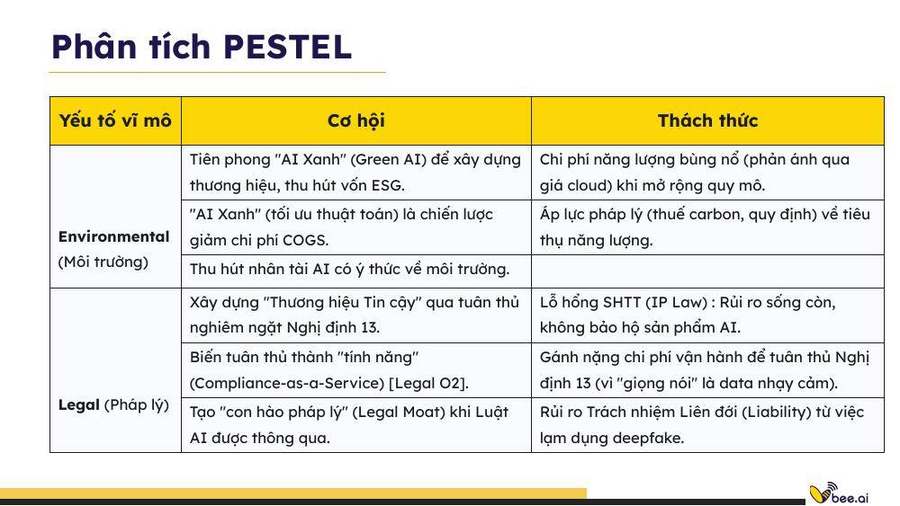 Phân tích PESTEL
Yếu tố vĩ mô
Cơ hội
Thách thức
Environmental
(Môi trường)
Tiên phong "AI Xanh" (Green AI) để xây dựng
thương hiệu, thu hút vốn ESG.
Chi phí năng lượng bùng nổ (phản ánh qua
giá cloud) khi mở rộng quy mô.
"AI Xanh" (tối ưu thuật toán) là chiến lược
giảm chi phí COGS.
Áp lực pháp lý (thuế carbon, quy định) về tiêu
thụ năng lượng.
Thu hút nhân tài AI có ý thức về môi trường.
Legal (Pháp lý)
Xây dựng "Thương hiệu Tin cậy" qua tuân thủ
nghiêm ngặt Nghị định 13.
Lỗ hổng SHTT (IP Law) : Rủi ro sống còn,
không bảo hộ sản phẩm AI.
Biến tuân thủ thành "tính năng"
(Compliance-as-a-Service) [Legal O2].
Gánh nặng chi phí vận hành để tuân thủ Nghị
định 13 (vì "giọng nói" là data nhạy cảm).
Tạo "con hào pháp lý" (Legal Moat) khi Luật
AI được thông qua.
Rủi ro Trách nhiệm Liên đới (Liability) từ việc
lạm dụng deepfake.
Vbee.ai